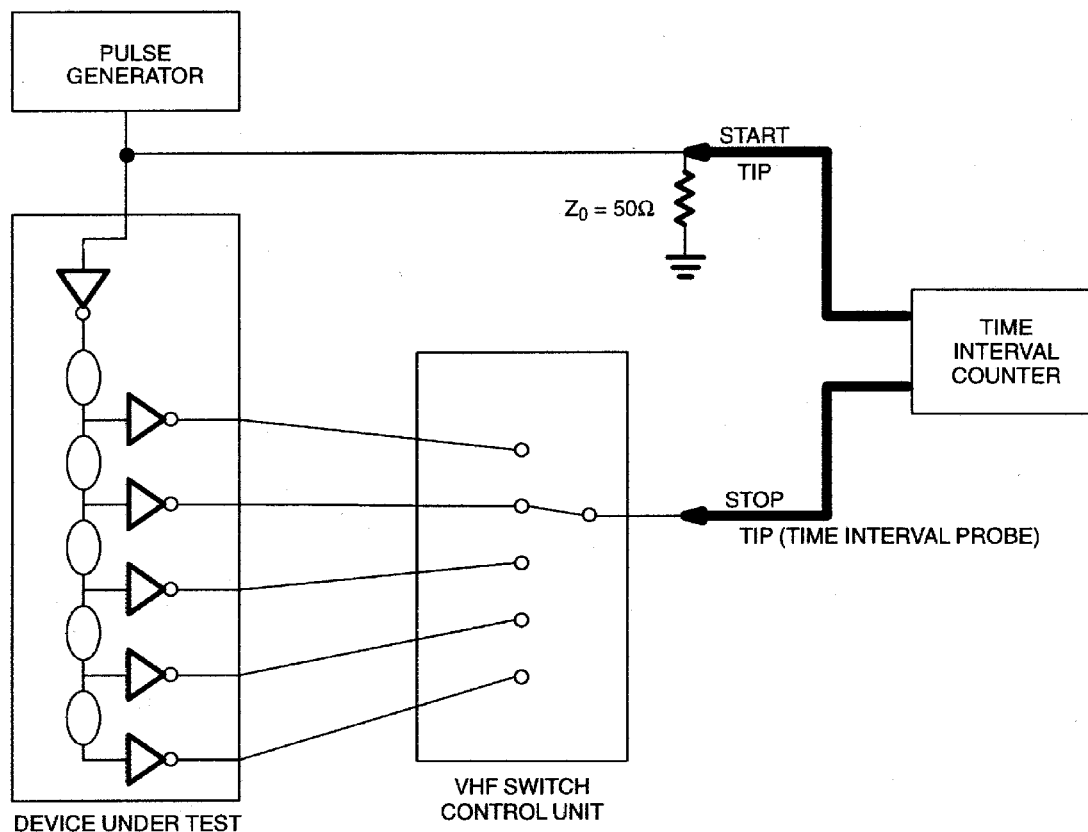 PULSE
GENERATOR
START
TIP
Z₀ = 50Ω
TIME
INTERVAL
COUNTER
STOP
TIP (TIME INTERVAL PROBE)
VHF SWITCH
CONTROL UNIT
DEVICE UNDER TEST